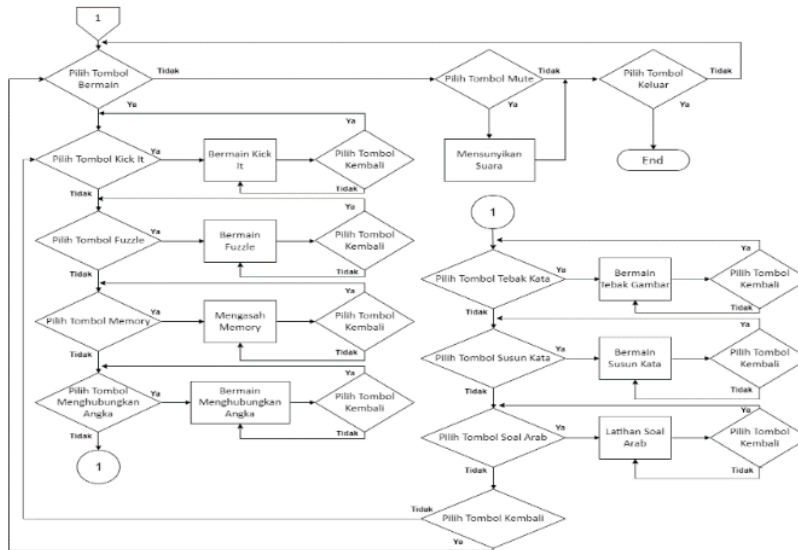 1
Pilih Tombol
Bermain
Tidak
Ya
Pilih Tombol Mute
Tidak
Ya
Mensunyikan
Suara
Pilih Tombol
Keluar
Tidak
Ya
End
Pilih Tombol Kick It
Ya
Tidak
Bermain Kick
It
Pilih Tombol
Kembali
Ya
Tidak
Pilih Tombol Fuzzle
Ya
Tidak
Bermain
Fuzzle
Pilih Tombol
Kembali
Ya
Tidak
Pilih Tombol Memory
Ya
Tidak
Mengasah
Memory
Pilih Tombol
Kembali
Ya
Tidak
Pilih Tombol
Menghubungkan
Angka
Ya
Tidak
Bermain
Menghubungkan
Angka
Pilih Tombol
Kembali
Ya
Tidak
1
1
Pilih Tombol Tebak Kata
Ya
Tidak
Bermain
Tebak Gambar
Pilih Tombol
Kembali
Ya
Tidak
Pilih Tombol Susun Kata
Ya
Tidak
Bermain
Susun Kata
Pilih Tombol
Kembali
Ya
Tidak
Pilih Tombol Soal Arab
Ya
Tidak
Latihan Soal
Arab
Pilih Tombol
Kembali
Ya
Tidak
Pilih Tombol Kembali
Tidak
Ya